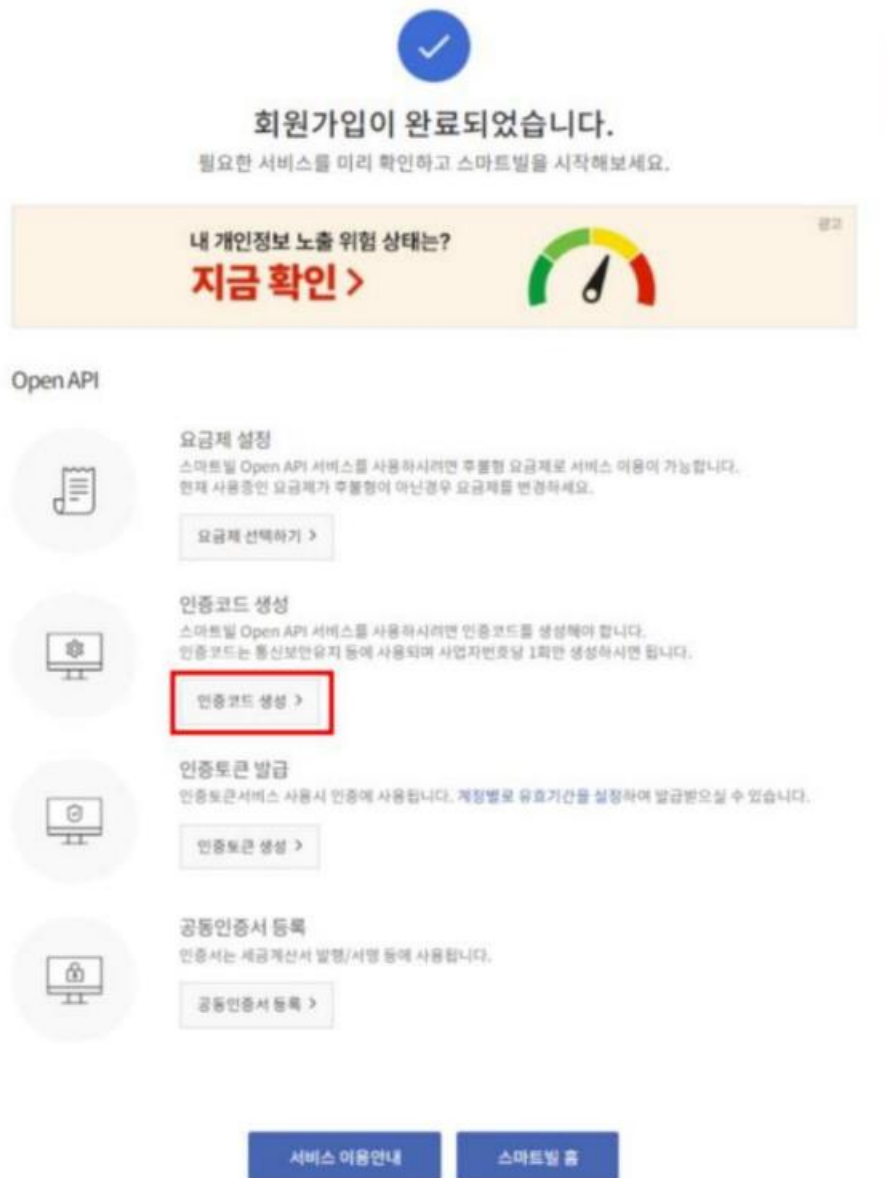 회원가입이 완료되었습니다.
필요한 서비스를 미리 확인하고 스마트빌을 시작해보세요.
내 개인정보 노출 위험 상태는?
지금 확인 >
광고
Open API
요금제 설정
스마트빌 Open API 서비스를 사용하시려면 후불형 요금제로 서비스 이용이 가능합니다.
현재 사용중인 요금제가 후불형이 아닌경우 요금제를 변경하세요.
요금제 선택하기 >
인증코드 생성
스마트빌 Open API 서비스를 사용하시려면 인증코드를 생성해야 합니다.
인증코드는 통신보안유지 등에 사용되며 사업자번호당 1회만 생성하시면 됩니다.
인증코드 생성 >
인증토큰 발급
인증토큰서비스 사용시 인증에 사용됩니다. 계정별로 유효기간을 설정하여 발급받으실 수 있습니다.
인증토큰 생성 >
공동인증서 등록
인증서는 세금계산서 발행/서명 등에 사용됩니다.
공동인증서 등록 >
서비스 이용안내
스마트빌 홈